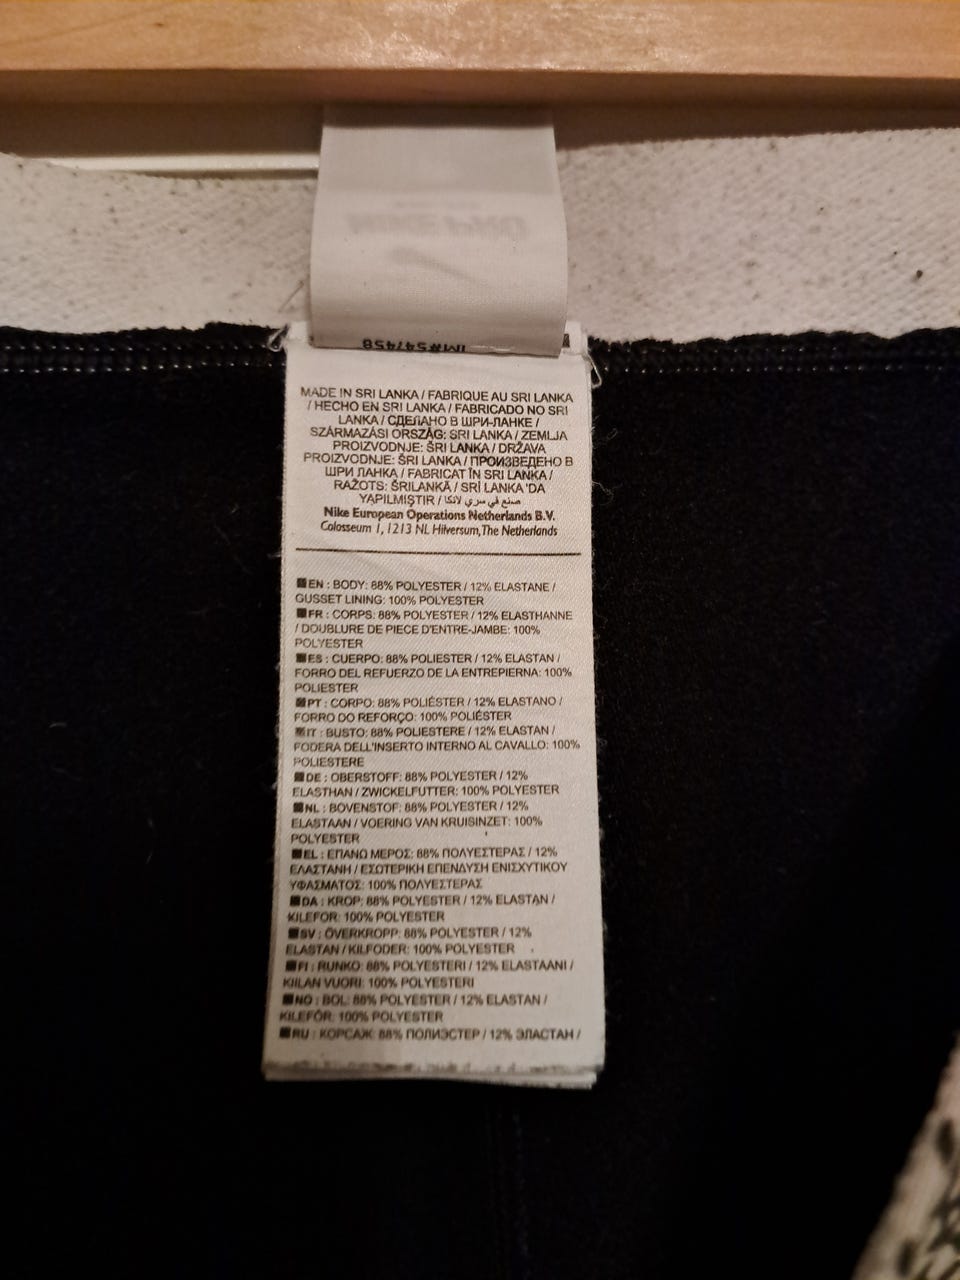 IM#547458
MADE IN SRI LANKA / FABRIQUE AU SRI LANKA
/ HECHO EN SRI LANKA / FABRICADO NO SRI
LANKA / СДЕЛАНО В ШРИ-ЛАНКЕ /
SZÁRMAZÁSI ORSZÁG: SRI LANKA / ZEMLJA
PROIZVODNJE: ŠRI LANKA / DRŽAVA
PROIZVODNJE: ŠRI LANKA / ПРОИЗВЕДЕНО В
ШРИ ЛАНКА / FABRICAT ÎN SRI LANKA /
RAŽOTS: ŠRILANKĀ / SRİ LANKA 'DA
YAPILMIŞTIR / صنع في سري لانكا
Nike European Operations Netherlands B.V.
Colosseum 1, 1213 NL Hilversum, The Netherlands
EN : BODY: 88% POLYESTER / 12% ELASTANE /
GUSSET LINING: 100% POLYESTER
FR : CORPS: 88% POLYESTER / 12% ELASTHANNE
/ DOUBLURE DE PIECE D'ENTRE-JAMBE: 100%
POLYESTER
ES : CUERPO: 88% POLIESTER / 12% ELASTAN /
FORRO DEL REFUERZO DE LA ENTREPIERNA: 100%
POLIESTER
PT : CORPO: 88% POLIÉSTER / 12% ELASTANO /
FORRO DO REFORÇO: 100% POLIÉSTER
IT : BUSTO: 88% POLIESTERE / 12% ELASTAN /
FODERA DELL'INSERTO INTERNO AL CAVALLO: 100%
POLIESTERE
DE : OBERSTOFF: 88% POLYESTER / 12%
ELASTHAN / ZWICKELFUTTER: 100% POLYESTER
NL : BOVENSTOF: 88% POLYESTER / 12%
ELASTAAN / VOERING VAN KRUISINZET: 100%
POLYESTER
EL : ΕΠΑΝΩ ΜΕΡΟΣ: 88% ΠΟΛΥΕΣΤΕΡΑΣ / 12%
ΕΛΑΣΤΑΝΗ / ΕΣΩΤΕΡΙΚΗ ΕΠΕΝΔΥΣΗ ΕΝΙΣΧΥΤΙΚΟΥ
ΥΦΑΣΜΑΤΟΣ: 100% ΠΟΛΥΕΣΤΕΡΑΣ
DA : KROP: 88% POLYESTER / 12% ELASTAN /
KILEFOR: 100% POLYESTER
SV : ÖVERKROPP: 88% POLYESTER / 12%
ELASTAN / KILFODER: 100% POLYESTER
FI : RUNKO: 88% POLYESTERI / 12% ELASTAANI /
KIILAN VUORI: 100% POLYESTERI
NO : BOL: 88% POLYESTER / 12% ELASTAN /
KILEFÔR: 100% POLYESTER
RU : КОРСАЖ: 88% ПОЛИЭСТЕР / 12% ЭЛАСТАН /